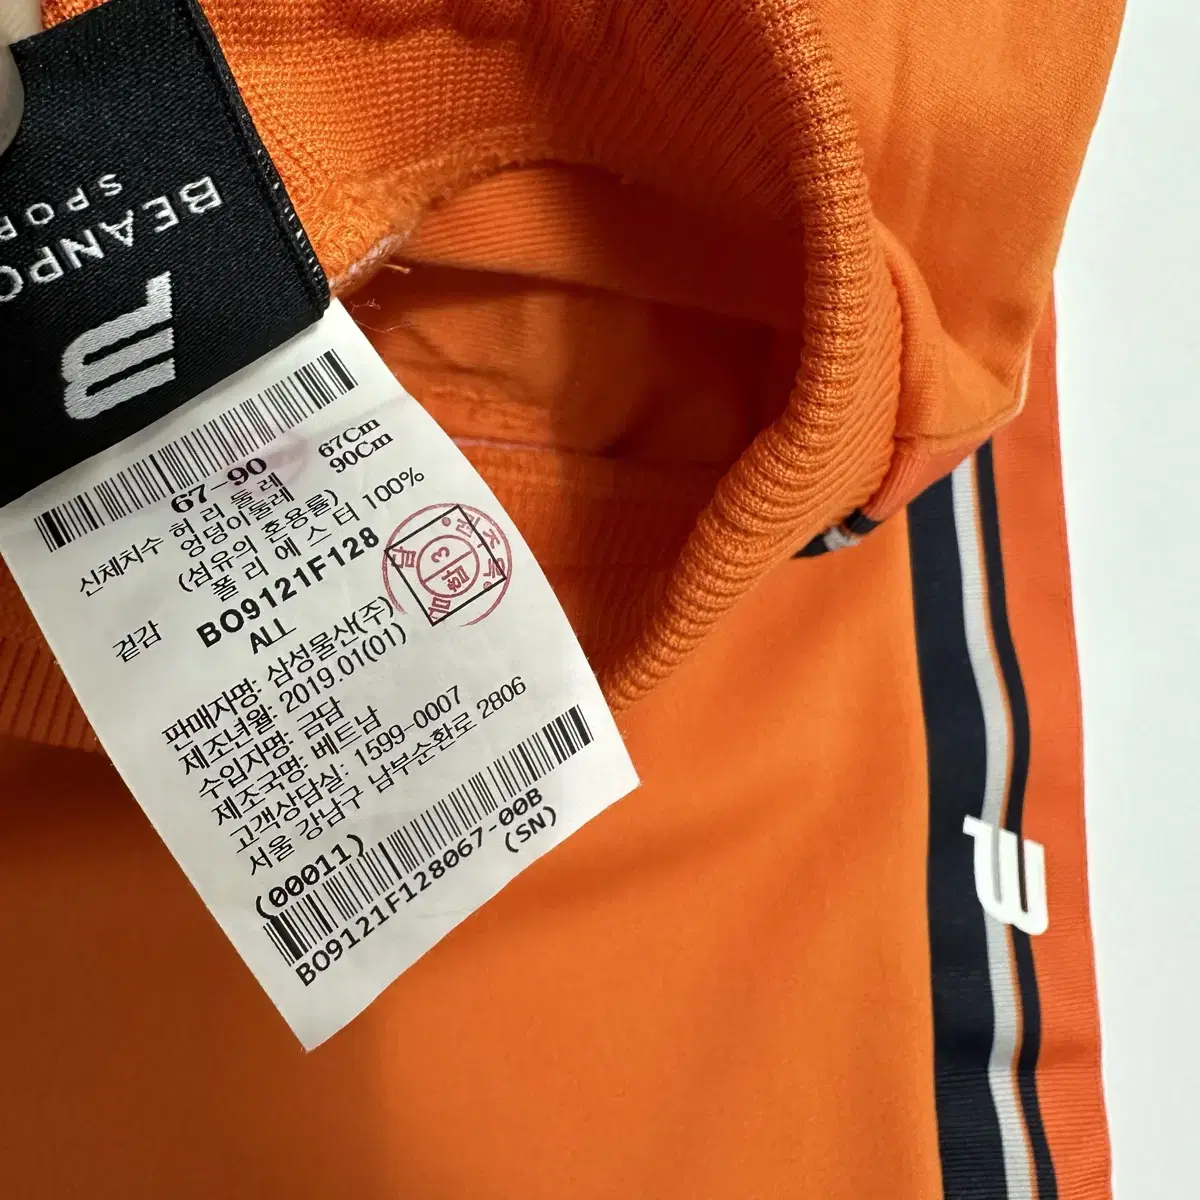 BEANPO
SPOR
67-90
신체치수 허리둘레 67Cm
엉덩이둘레 90Cm
(섬유의 혼용률)
겉감 폴리에스터 100%
BO9121F128
ALL
판매자명: 삼성물산(주)
제조년월: 2019.01(01)
수입자명: 금담
제조국명: 베트남
고객상담실: 1599-0007
서울 강남구 남부순환로 2806
(00011)
BO9121F128067-00B
(SN)